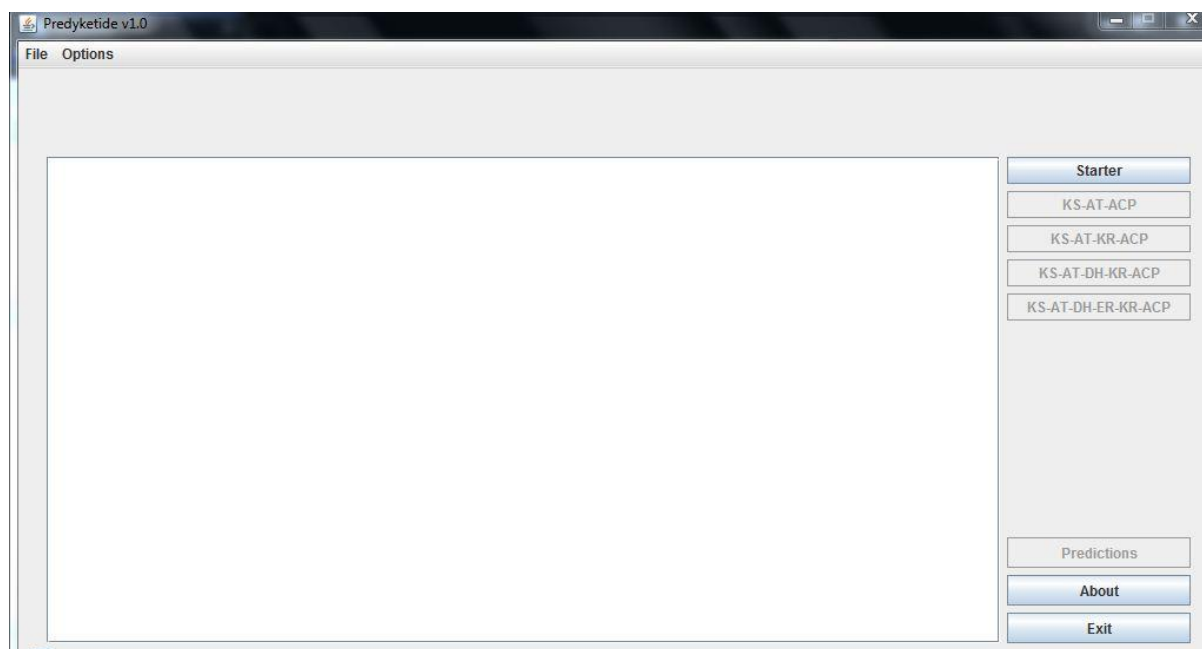 Predyketide v1.0
File Options
Starter
KS-AT-ACP
KS-AT-KR-ACP
KS-AT-DH-KR-ACP
KS-AT-DH-ER-KR-ACP
Predictions
About
Exit